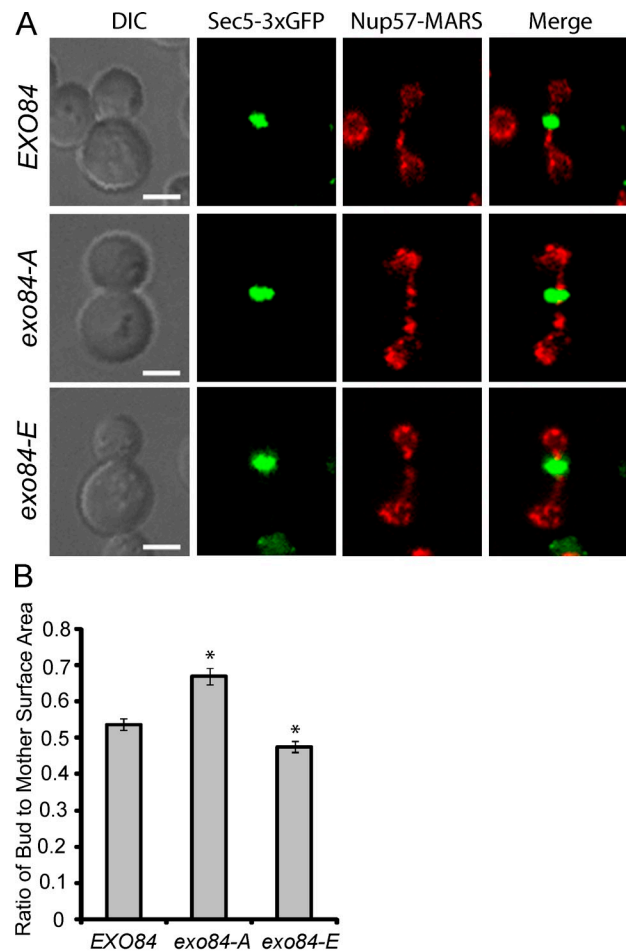 A
DIC
Sec5-3xGFP
Nup57-MARS
Merge
EXO84
exo84-A
exo84-E
B
Ratio of Bud to Mother Surface Area
0.8
0.7
0.6
0.5
0.4
0.3
0.2
0.1
0
*
*
EXO84
exo84-A
exo84-E